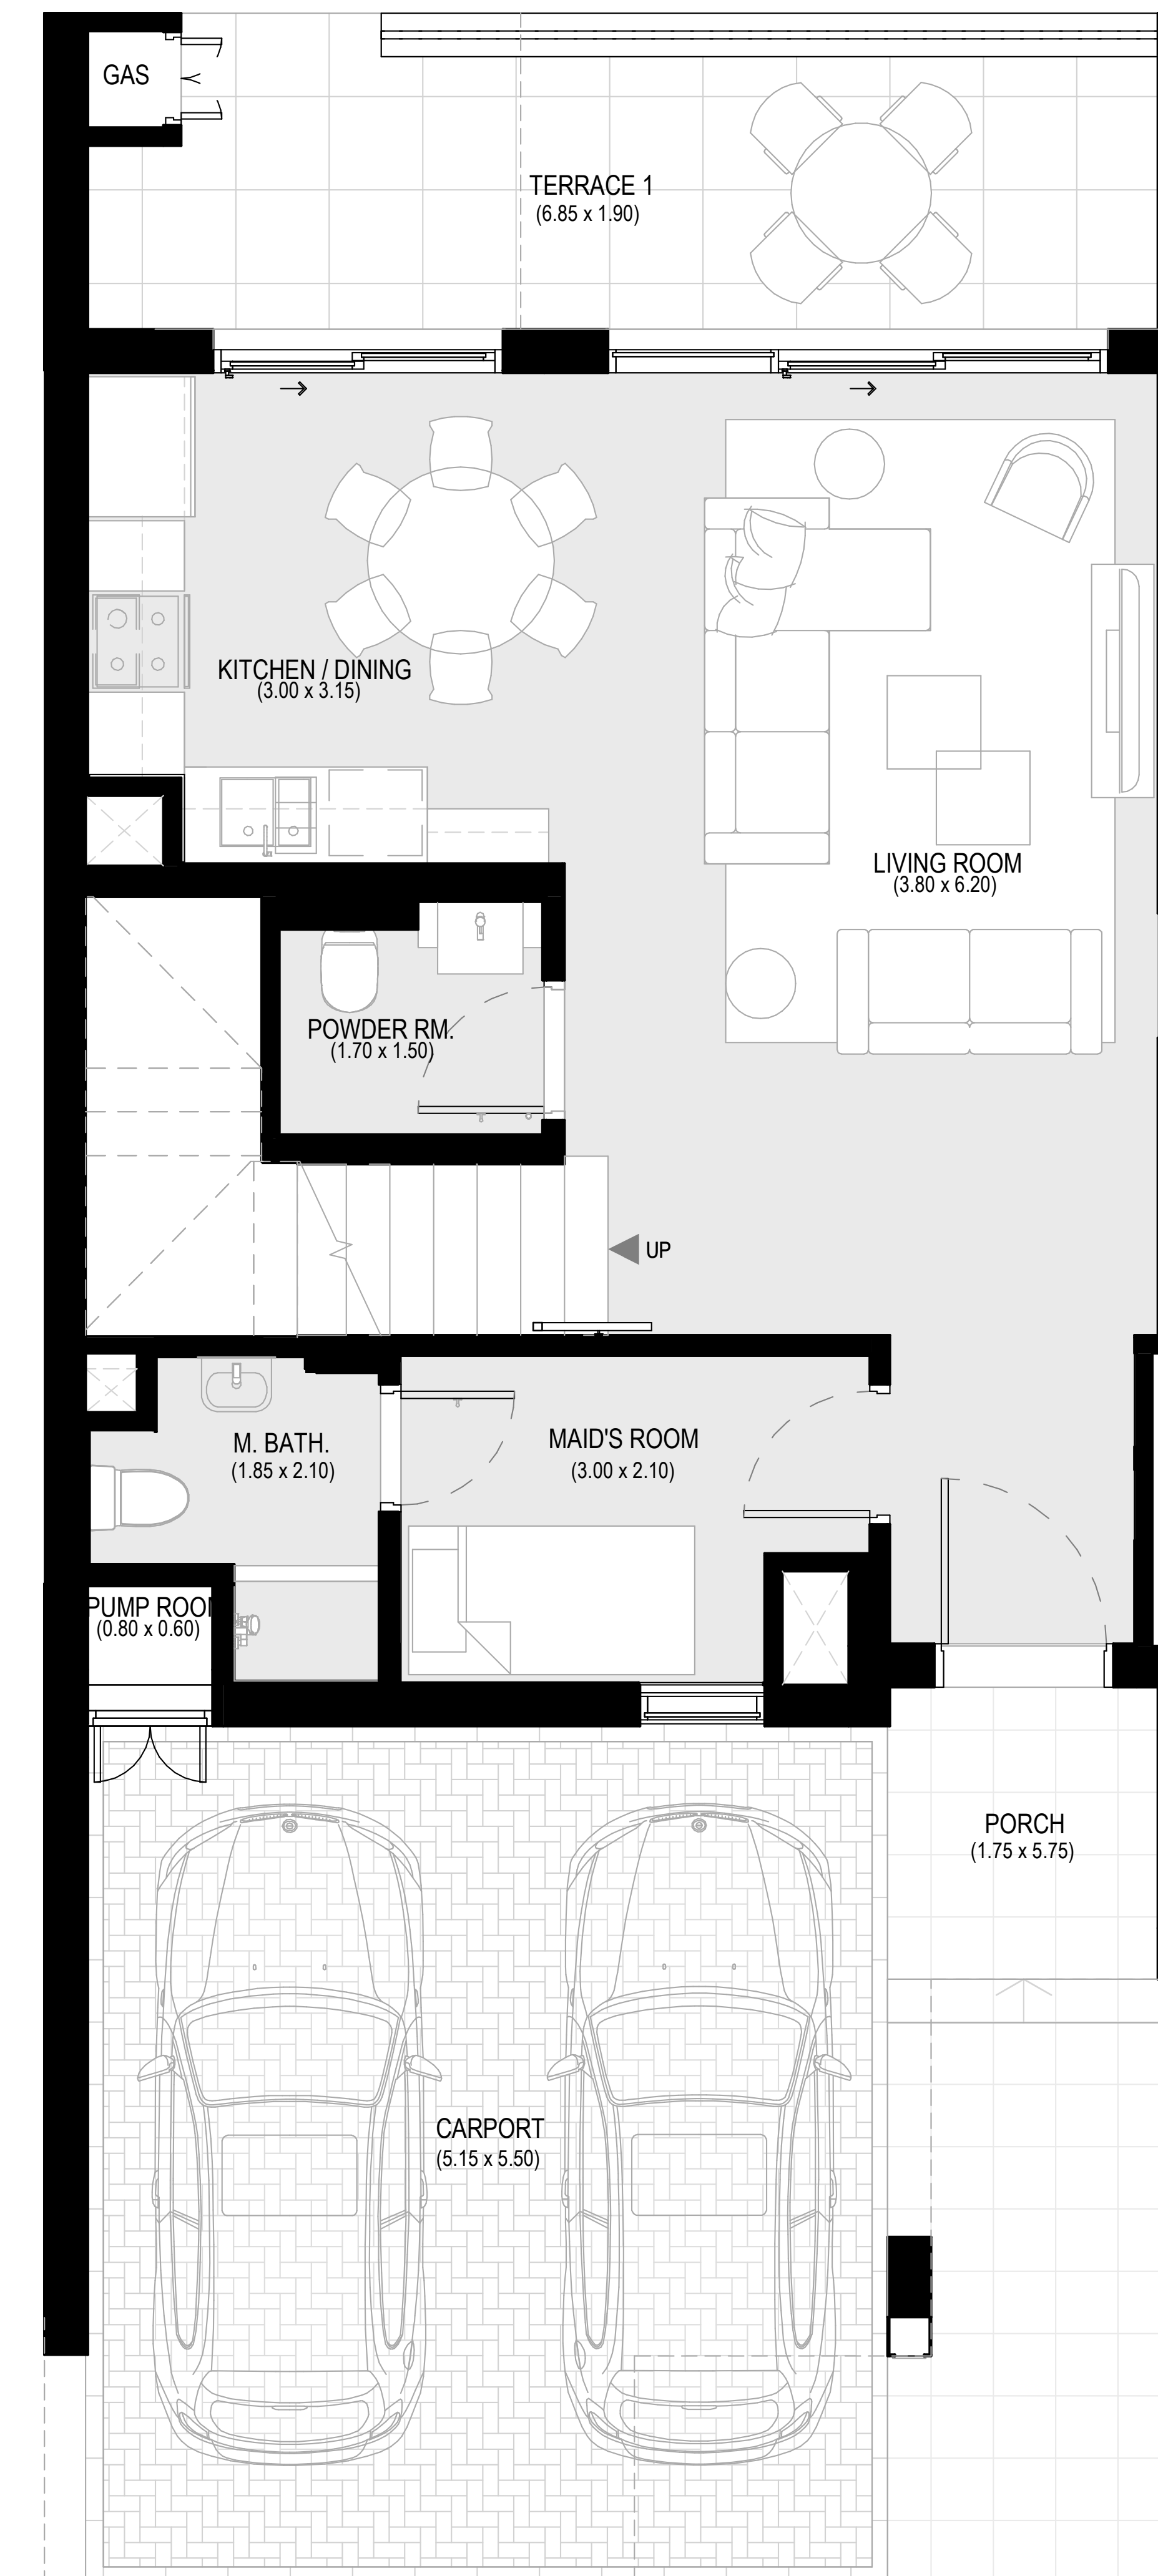 GAS
TERRACE 1
(6.85 x 1.90)
KITCHEN / DINING
(3.00 x 3.15)
LIVING ROOM
(3.80 x 6.20)
POWDER RM.
(1.70 x 1.50)
UP
M. BATH.
(1.85 x 2.10)
MAID'S ROOM
(3.00 x 2.10)
PUMP ROOM
(0.80 x 0.60)
PORCH
(1.75 x 5.75)
CARPORT
(5.15 x 5.50)